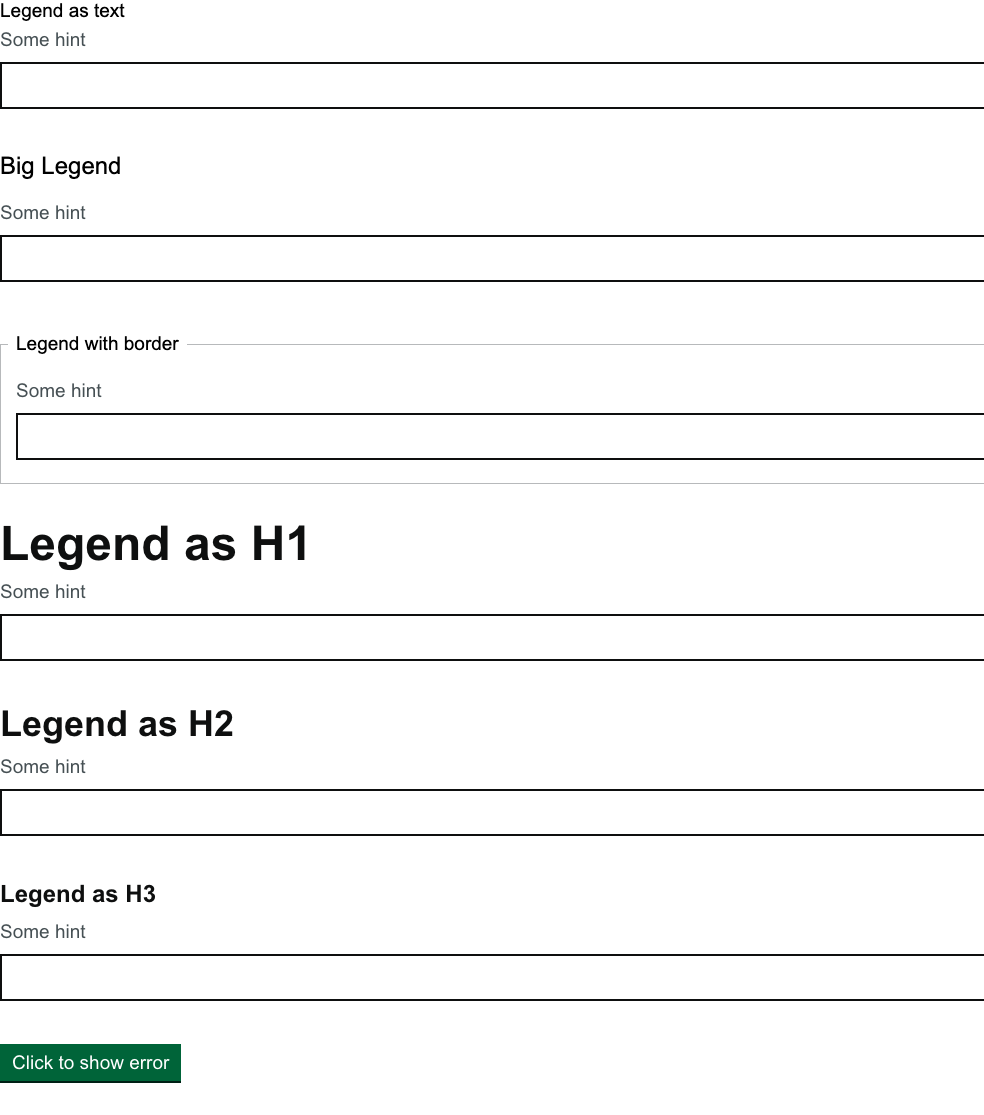 Legend as text
Some hint
Big Legend
Some hint
Legend with border
Some hint
Legend as H1
Some hint
Legend as H2
Some hint
Legend as H3
Some hint
Click to show error